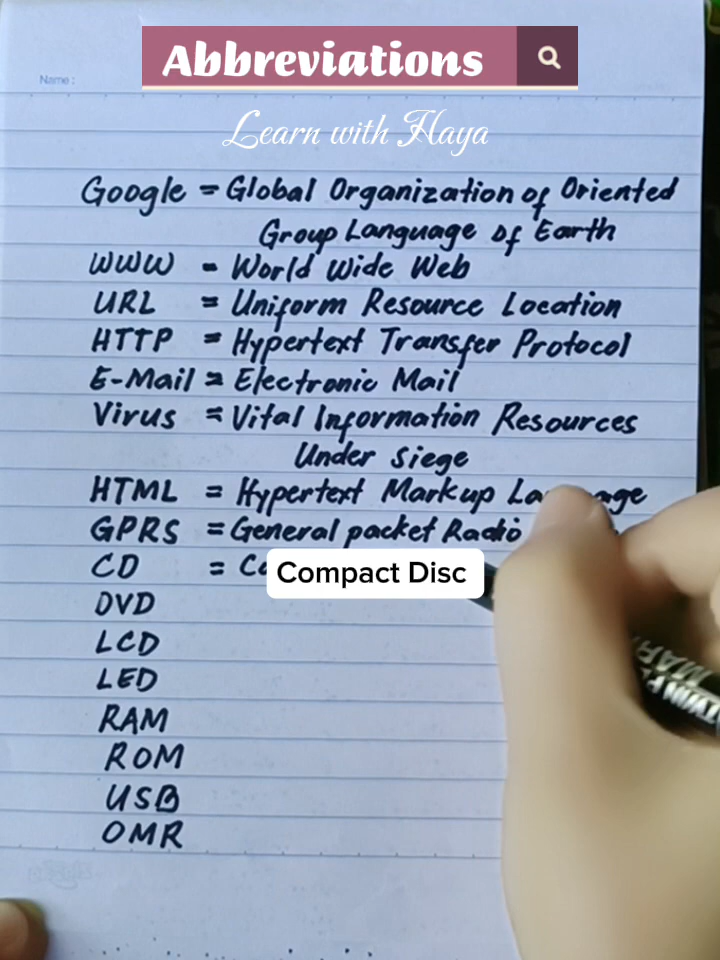 Abbreviations
Name :
Learn with Haya
Google = Global Organization of Oriented
Group Language of Earth
WWW = World Wide Web
URL = Uniform Resource Location
HTTP = Hypertext Transfer Protocol
E-Mail = Electronic Mail
Virus = Vital Information Resources
Under siege
HTML = Hypertext Markup Language
GPRS = General packet Radio
CD = Co
Compact Disc
DVD
LCD
LED
RAM
ROM
USB
OMR